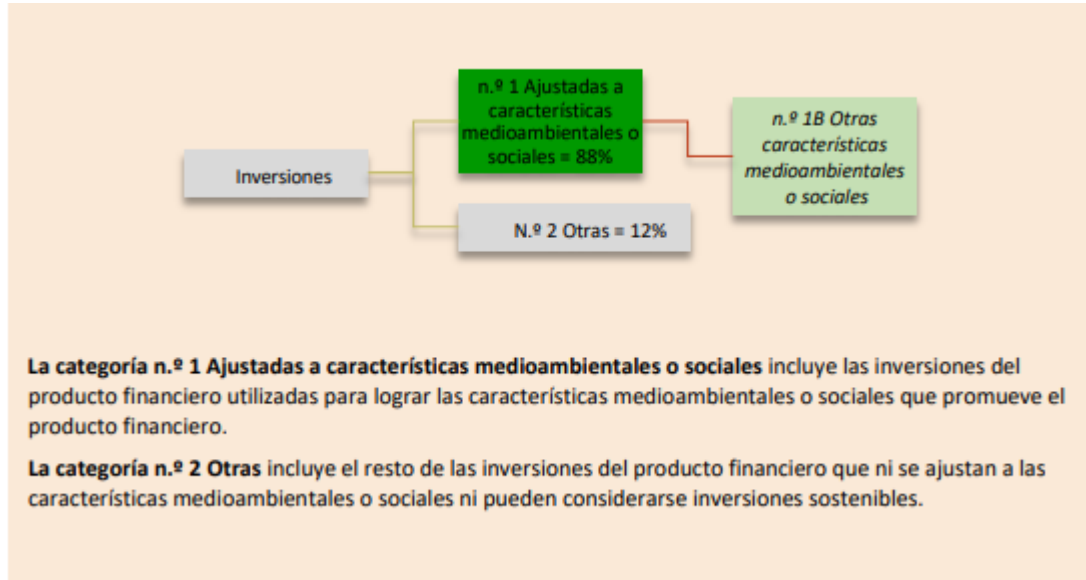 n.º 1 Ajustadas a
características
medioambientales o
sociales = 88%
n.º 1B Otras
características
medioambientales
o sociales
Inversiones
N.º 2 Otras = 12%
La categoría n.º 1 Ajustadas a características medioambientales o sociales incluye las inversiones del
producto financiero utilizadas para lograr las características medioambientales o sociales que promueve el
producto financiero.
La categoría n.º 2 Otras incluye el resto de las inversiones del producto financiero que ni se ajustan a las
características medioambientales o sociales ni pueden considerarse inversiones sostenibles.